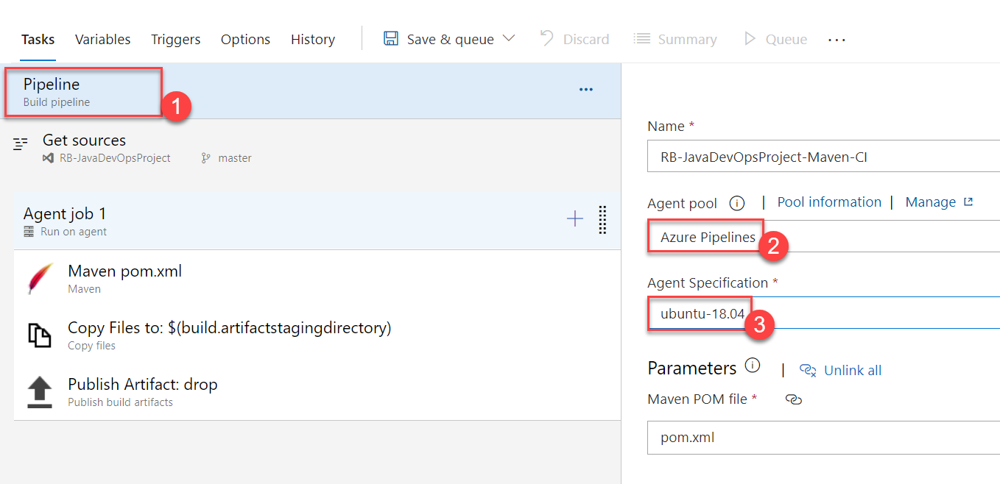 Tasks Variables Triggers Options History Save & queue Discard Summary Queue ...
Pipeline
Build pipeline
1
...
Get sources
RB-JavaDevOpsProject master
Agent job 1
Run on agent
Maven pom.xml
Maven
Copy Files to: $(build.artifactstagingdirectory)
Copy files
Publish Artifact: drop
Publish build artifacts
Name *
RB-JavaDevOpsProject-Maven-CI
Agent pool | Pool information | Manage
Azure Pipelines
2
Agent Specification *
ubuntu-18.04
3
Parameters | Unlink all
Maven POM file *
pom.xml